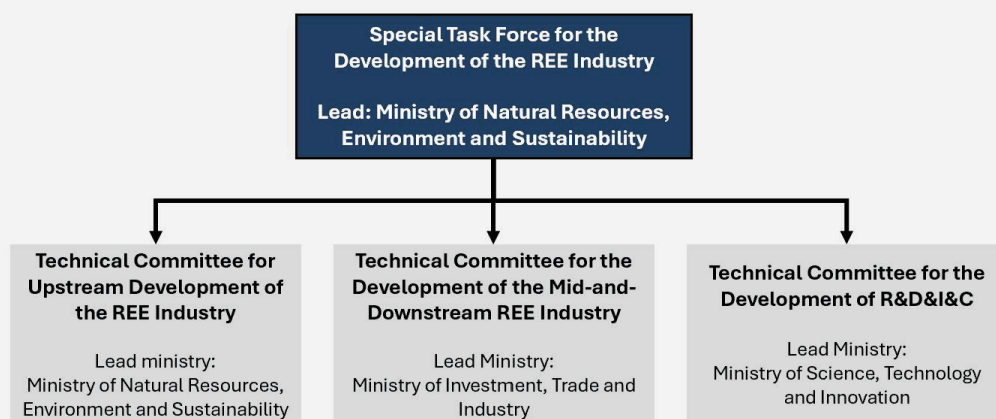 Special Task Force for the
Development of the REE Industry
Lead: Ministry of Natural Resources,
Environment and Sustainability
Technical Committee for
Upstream Development of
the REE Industry
Lead ministry:
Ministry of Natural Resources,
Environment and Sustainability
Technical Committee for the
Development of the Mid-and-
Downstream REE Industry
Lead Ministry:
Ministry of Investment, Trade and
Industry
Technical Committee for the
Development of R&D&I&C
Lead Ministry:
Ministry of Science, Technology
and Innovation